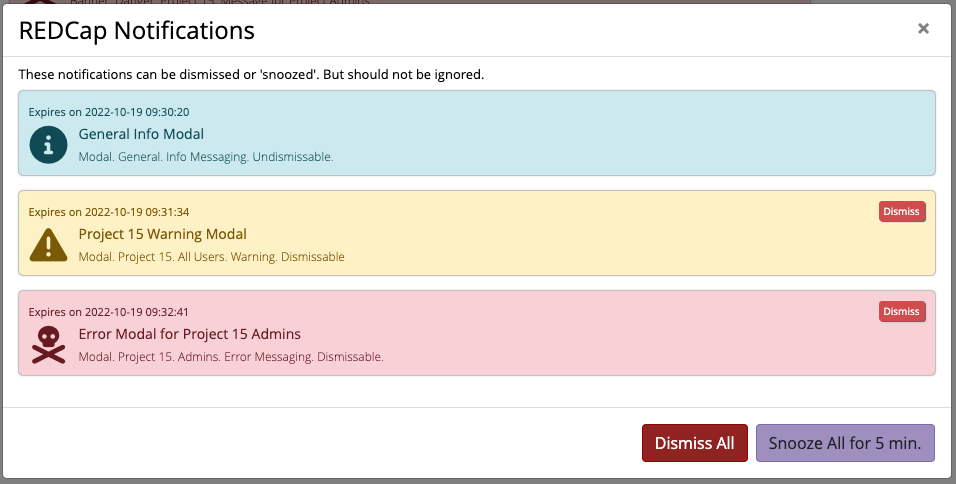 Banner. Danger. Project 15. Message for Project Admins.
REDCap Notifications
×
These notifications can be dismissed or 'snoozed'. But should not be ignored.
Expires on 2022-10-19 09:30:20
General Info Modal
Modal. General. Info Messaging. Undismissable.
Expires on 2022-10-19 09:31:34
Dismiss
Project 15 Warning Modal
Modal. Project 15. All Users. Warning. Dismissable
Expires on 2022-10-19 09:32:41
Dismiss
Error Modal for Project 15 Admins
Modal. Project 15. Admins. Error Messaging. Dismissable.
Dismiss All
Snooze All for 5 min.